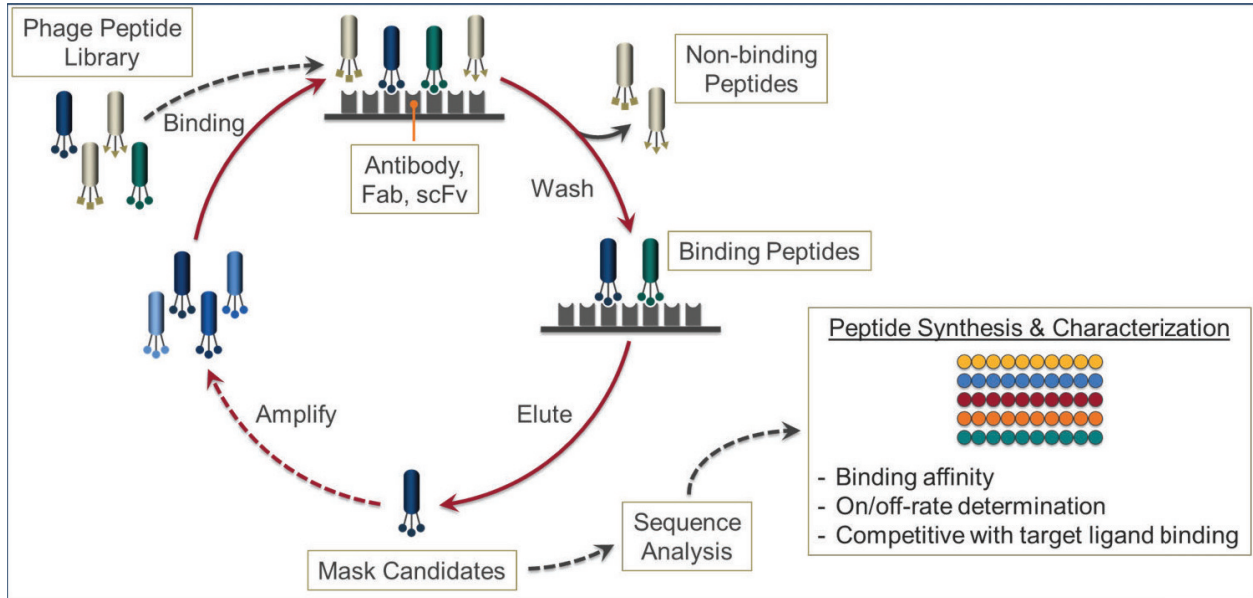 Phage Peptide
Library
Binding
Antibody,
Fab, scFv
Non-binding
Peptides
Wash
Binding Peptides
Elute
Amplify
Mask Candidates
Sequence
Analysis
Peptide Synthesis & Characterization
- Binding affinity
- On/off-rate determination
- Competitive with target ligand binding